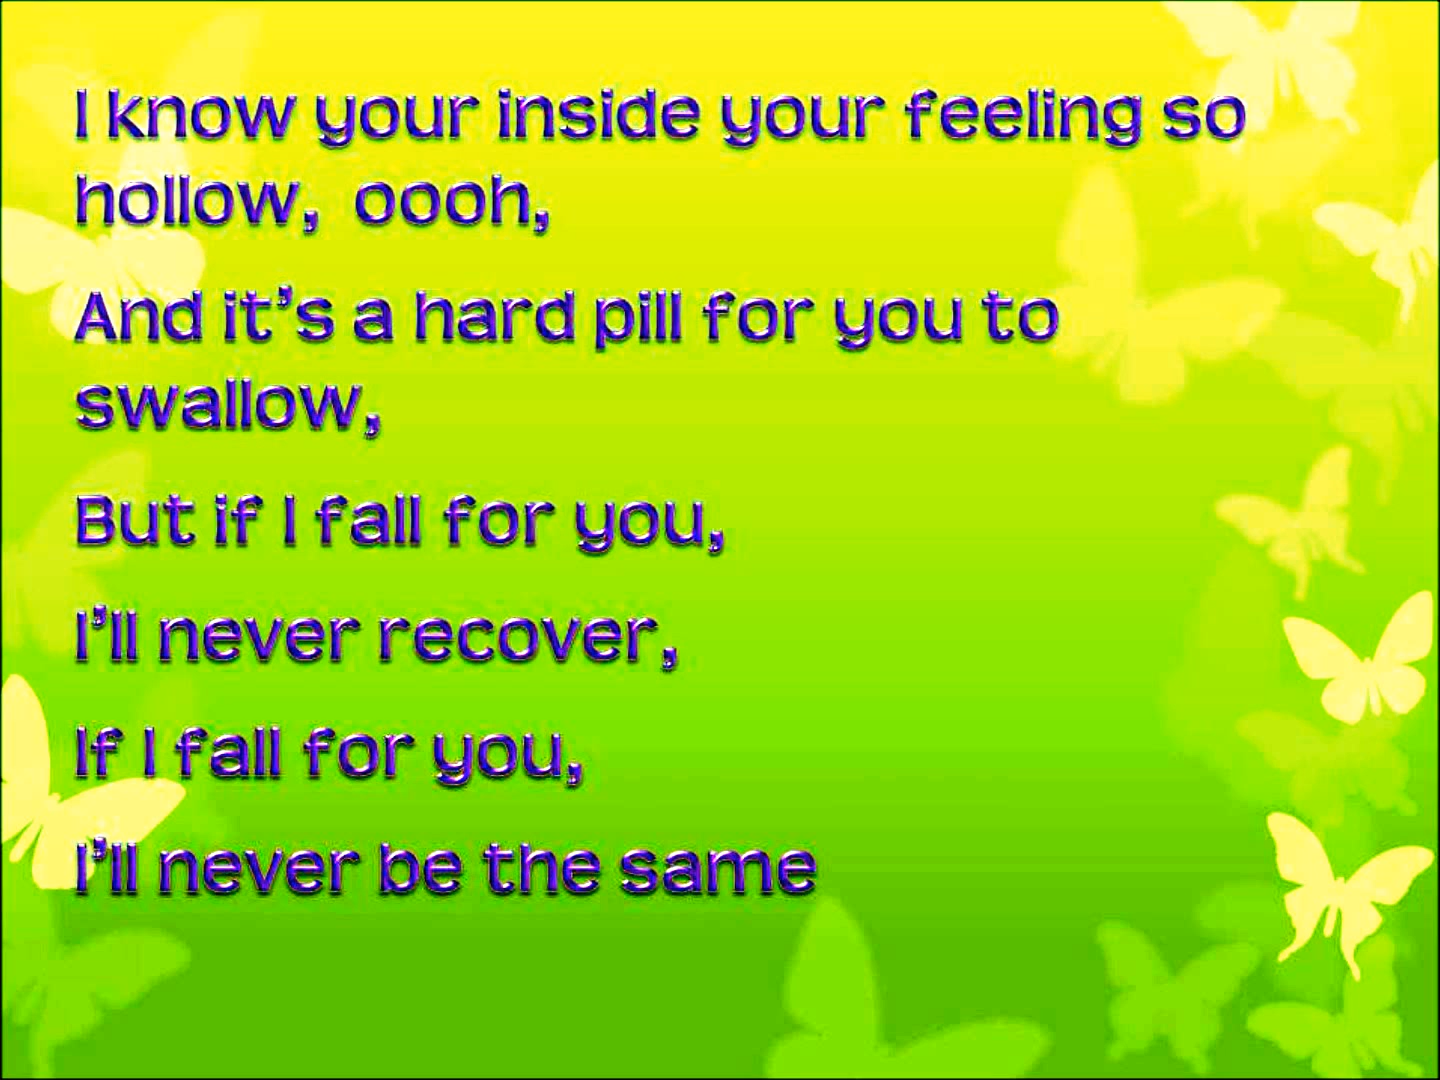 I know your inside your feeling so
hollow,  oooh,
And it's a hard pill for you to
swallow,
But if I fall for you,
I'll never recover,
If I fall for you,
I'll never be the same